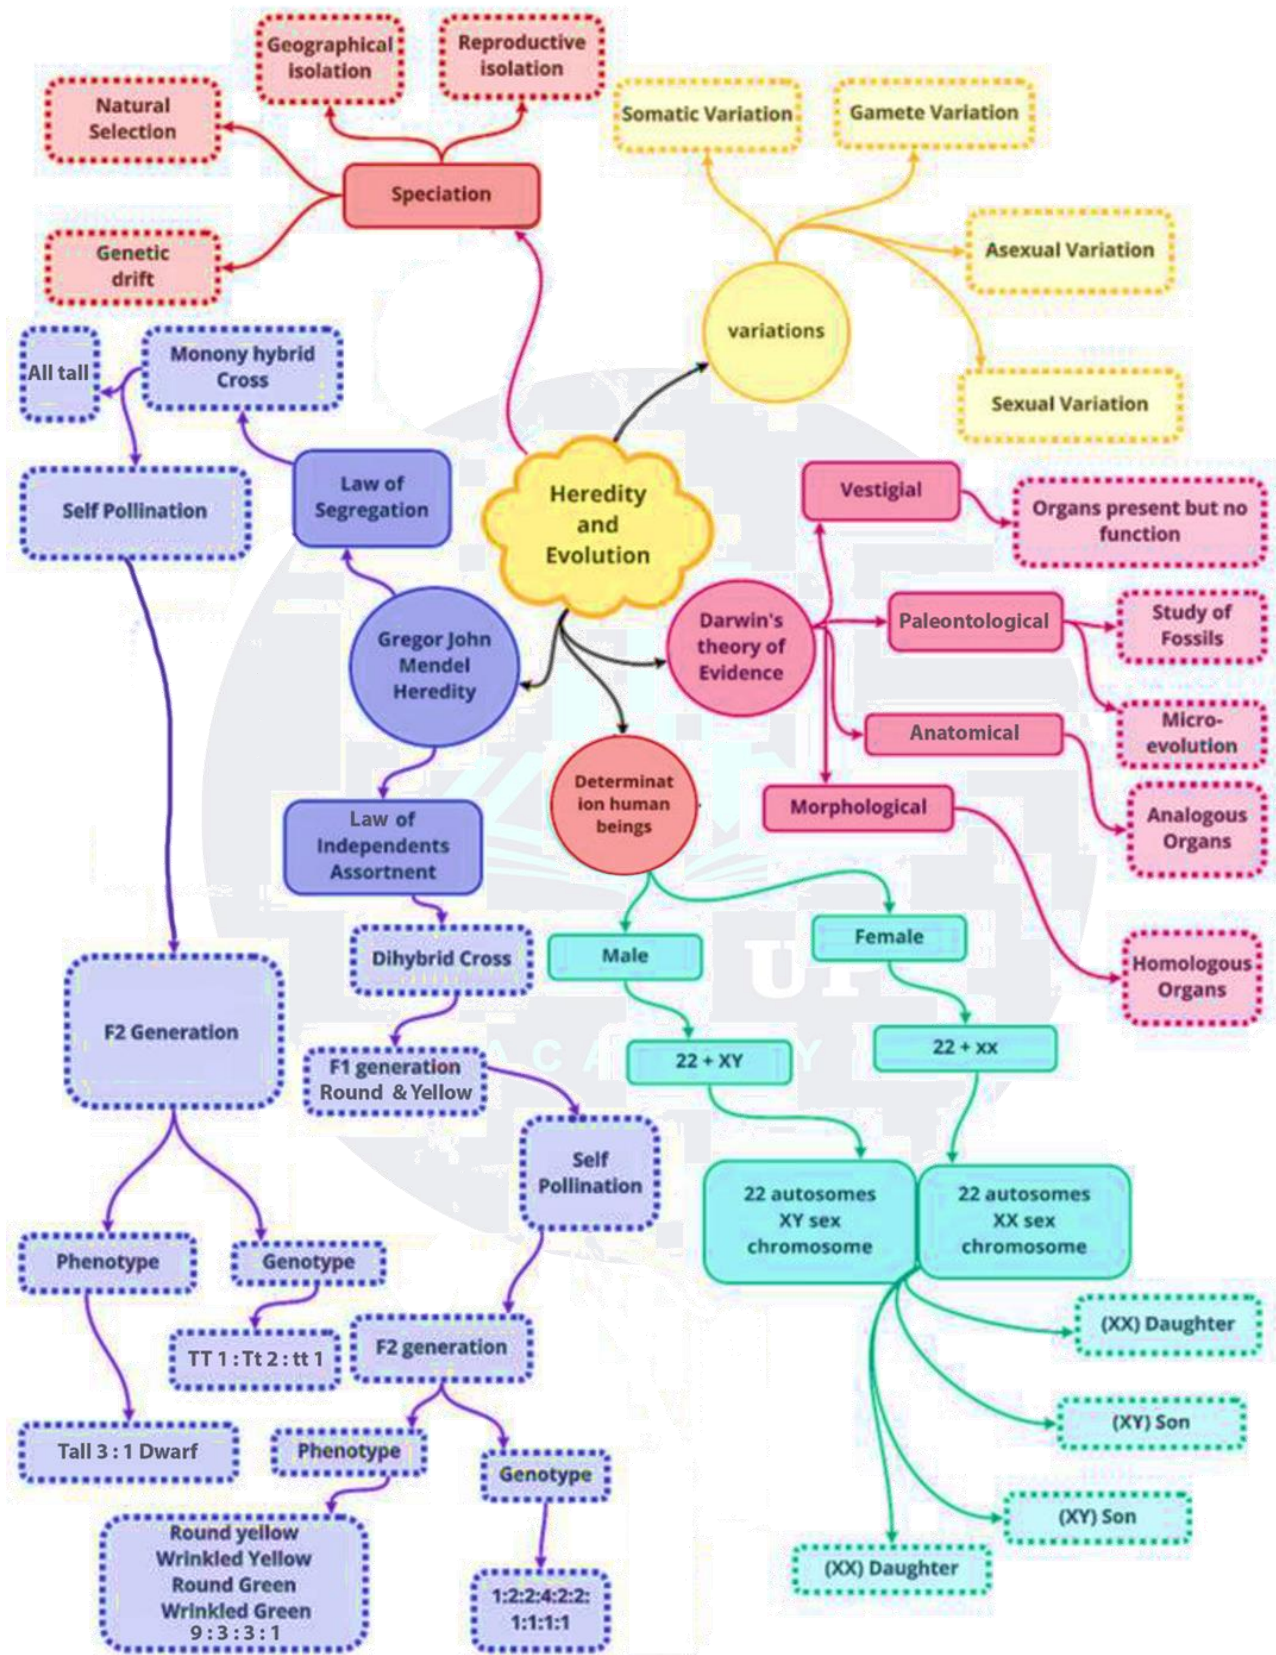 Geographical
isolation
Reproductive
isolation
Natural
Selection
Somatic Variation
Gamete Variation
Speciation
Genetic
drift
Asexual Variation
variations
All tall
Monony hybrid
Cross
Sexual Variation
Self Pollination
Law of
Segregation
Heredity
and
Evolution
Vestigial
Organs present but no
function
Gregor John
Mendel
Heredity
Darwin's
theory of
Evidence
Paleontological
Study of
Fossils
Micro-
evolution
Anatomical
Analogous
Organs
Morphological
Homologous
Organs
Determinat
ion human
beings
Law of
Independents
Assortnent
Dihybrid Cross
Male
Female
UP
F2 Generation
F1 generation
Round & Yellow
ACA
Y
22 + XY
22 + xx
Self
Pollination
22 autosomes
XY sex
chromosome
22 autosomes
XX sex
chromosome
Phenotype
Genotype
TT 1 : Tt 2 : tt 1
F2 generation
(XX) Daughter
(XY) Son
(XY) Son
(XX) Daughter
Tall 3 : 1 Dwarf
Phenotype
Genotype
Round yellow
Wrinkled Yellow
Round Green
Wrinkled Green
9 : 3 : 3 : 1
1:2:2:4:2:2:
1:1:1:1